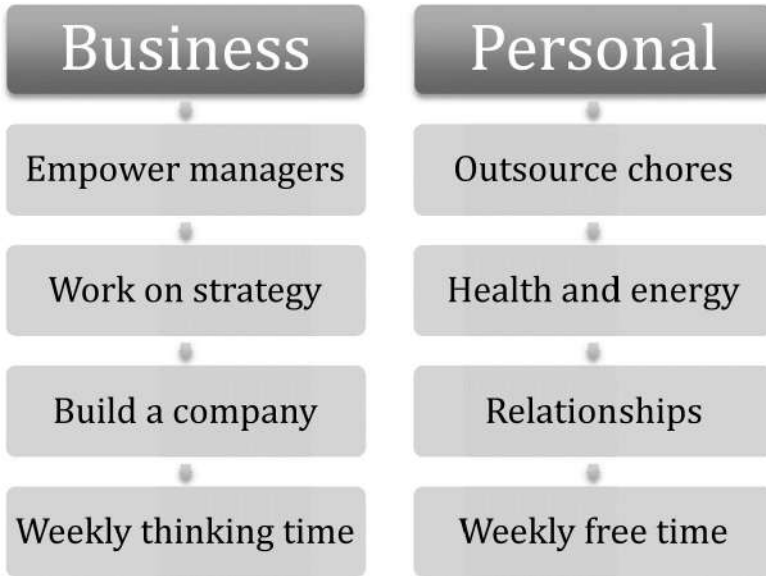 Business
Empower managers
Work on strategy
Build a company
Weekly thinking time
Personal
Outsource chores
Health and energy
Relationships
Weekly free time